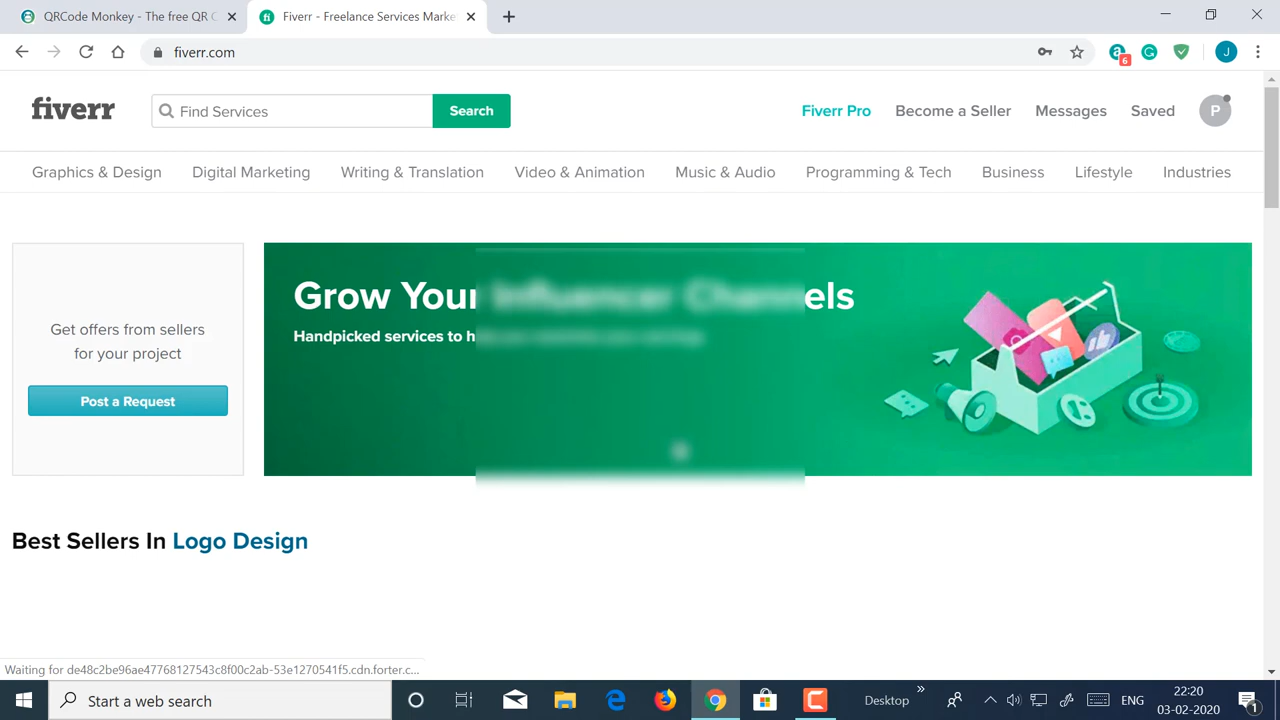 QRCode Monkey - The free QR C
Fiverr - Freelance Services Marke
fiverr.com
6
J
fiverr
Find Services
Search
Fiverr Pro
Become a Seller
Messages
Saved
P
Graphics & Design
Digital Marketing
Writing & Translation
Video & Animation
Music & Audio
Programming & Tech
Business
Lifestyle
Industries
Get offers from sellers
for your project
Post a Request
Grow Your Influencer Channels
Handpicked services to h
Best Sellers In Logo Design
Waiting for de48c2be96ae47768127543c8f00c2ab-53e1270541f5.cdn.forter.c...
Start a web search
Desktop
ENG
22:20
03-02-2020
1